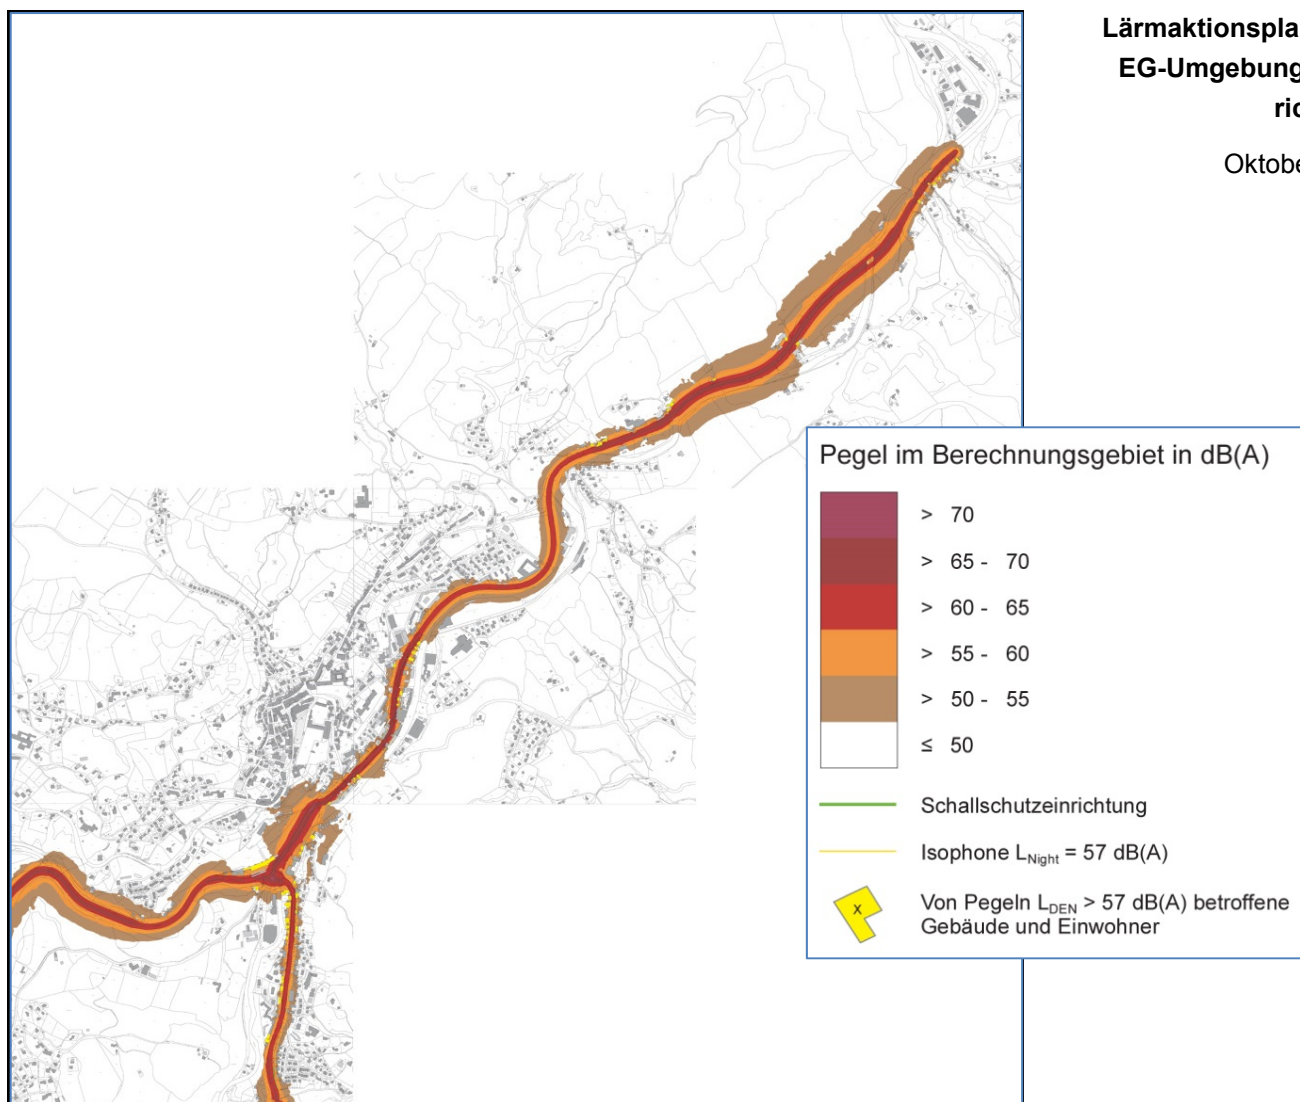 Lärmaktionspla
EG-Umgebung
ric
Oktobe
Pegel im Berechnungsgebiet in dB(A)
> 70
> 65 - 70
> 60 - 65
> 55 - 60
> 50 - 55
≤ 50
Schallschutzeinrichtung
Isophone LNight = 57 dB(A)
x Von Pegeln LDEN > 57 dB(A) betroffene
Gebäude und Einwohner